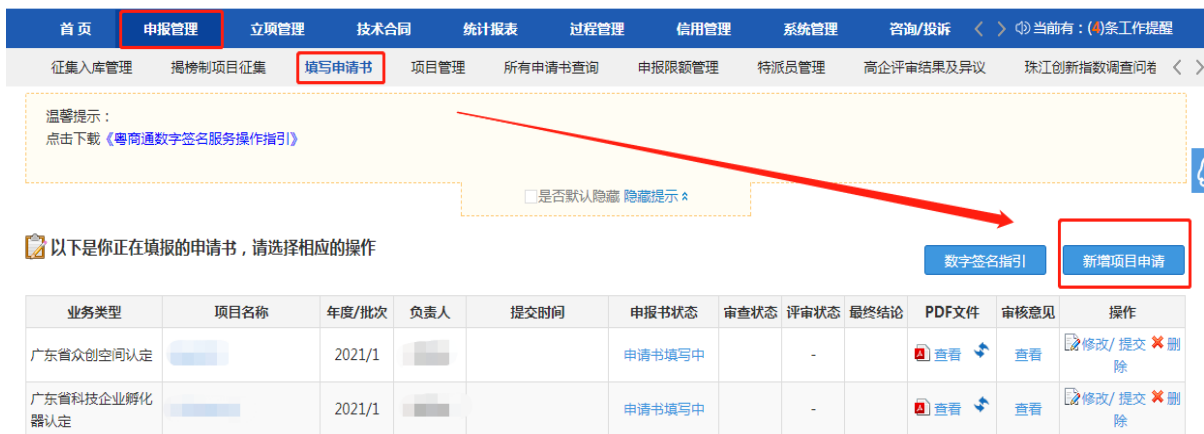 首 页 申报管理 立项管理 技术合同 统计报表 过程管理 信用管理 系统管理 咨询/投诉 当前有：(4)条工作提醒
征集入库管理 揭榜制项目征集 填写申请书 项目管理 所有申请书查询 申报限额管理 特派员管理 高企评审结果及异议 珠江创新指数调查问卷
温馨提示：
点击下载《粤商通数字签名服务操作指引》
是否默认隐藏 隐藏提示
以下是你正在填报的申请书，请选择相应的操作
数字签名指引 新增项目申请
业务类型 项目名称 年度/批次 负责人 提交时间 申报书状态 审查状态 评审状态 最终结论 PDF文件 审核意见 操作
广东省众创空间认定 2021/1 申请书填写中 - 查看 查看 修改/ 提交 删
除
广东省科技企业孵化
器认定 2021/1 申请书填写中 - 查看 查看 修改/ 提交 删
除